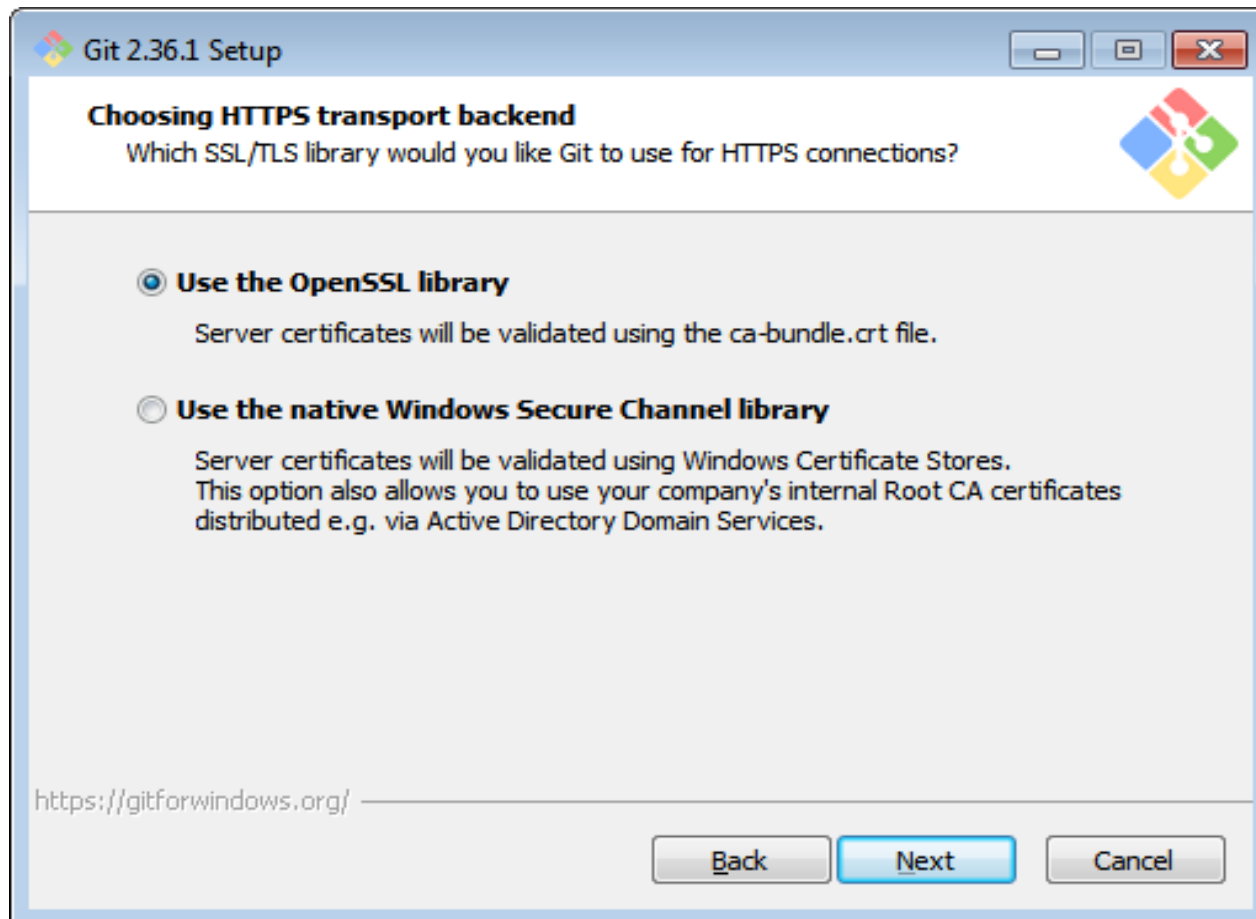 Git 2.36.1 Setup
Choosing HTTPS transport backend
Which SSL/TLS library would you like Git to use for HTTPS connections?
Use the OpenSSL library
Server certificates will be validated using the ca-bundle.crt file.
Use the native Windows Secure Channel library
Server certificates will be validated using Windows Certificate Stores.
This option also allows you to use your company's internal Root CA certificates
distributed e.g. via Active Directory Domain Services.
https://gitforwindows.org/
Back Next Cancel